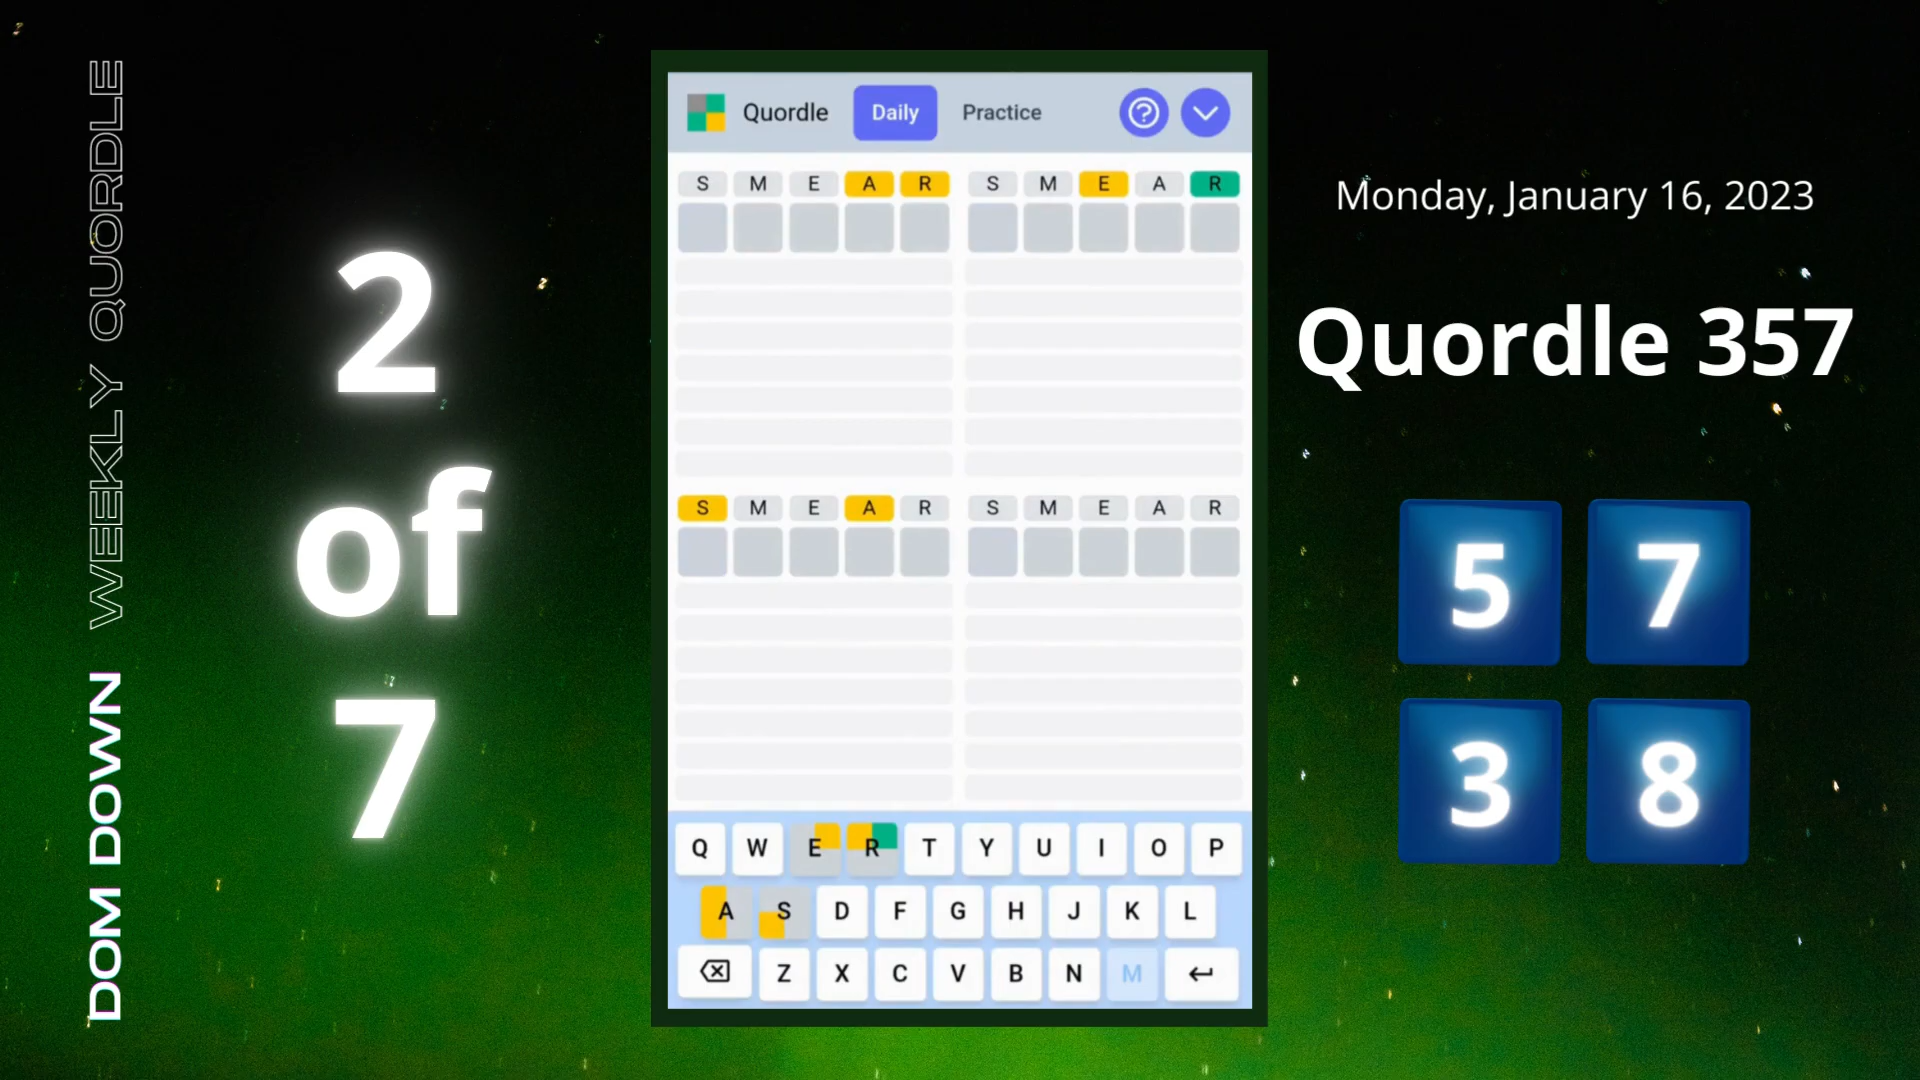 DOM DOWN WEEKLY QUORDLE
2
of
7
Quordle Daily Practice ?
S M E A R S M E A R
S M E A R S M E A R
Q W E R T Y U I O P
A S D F G H J K L
Z X C V B N M
Monday, January 16, 2023
Quordle 357
5 7
3 8